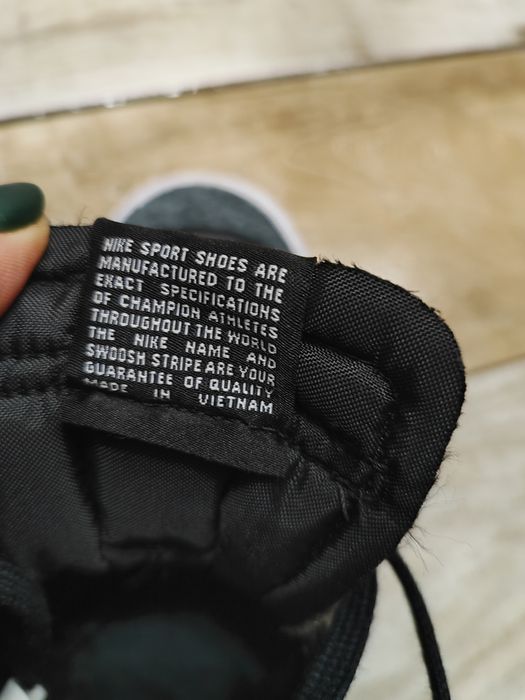 NIKE SPORT SHOES ARE
MANUFACTURED TO THE
EXACT SPECIFICATIONS
OF CHAMPION ATHLETES
THROUGHOUT THE WORLD
THE NIKE NAME AND
SWOOSH STRIPE ARE YOUR
GUARANTEE OF QUALITY
MADE IN VIETNAM